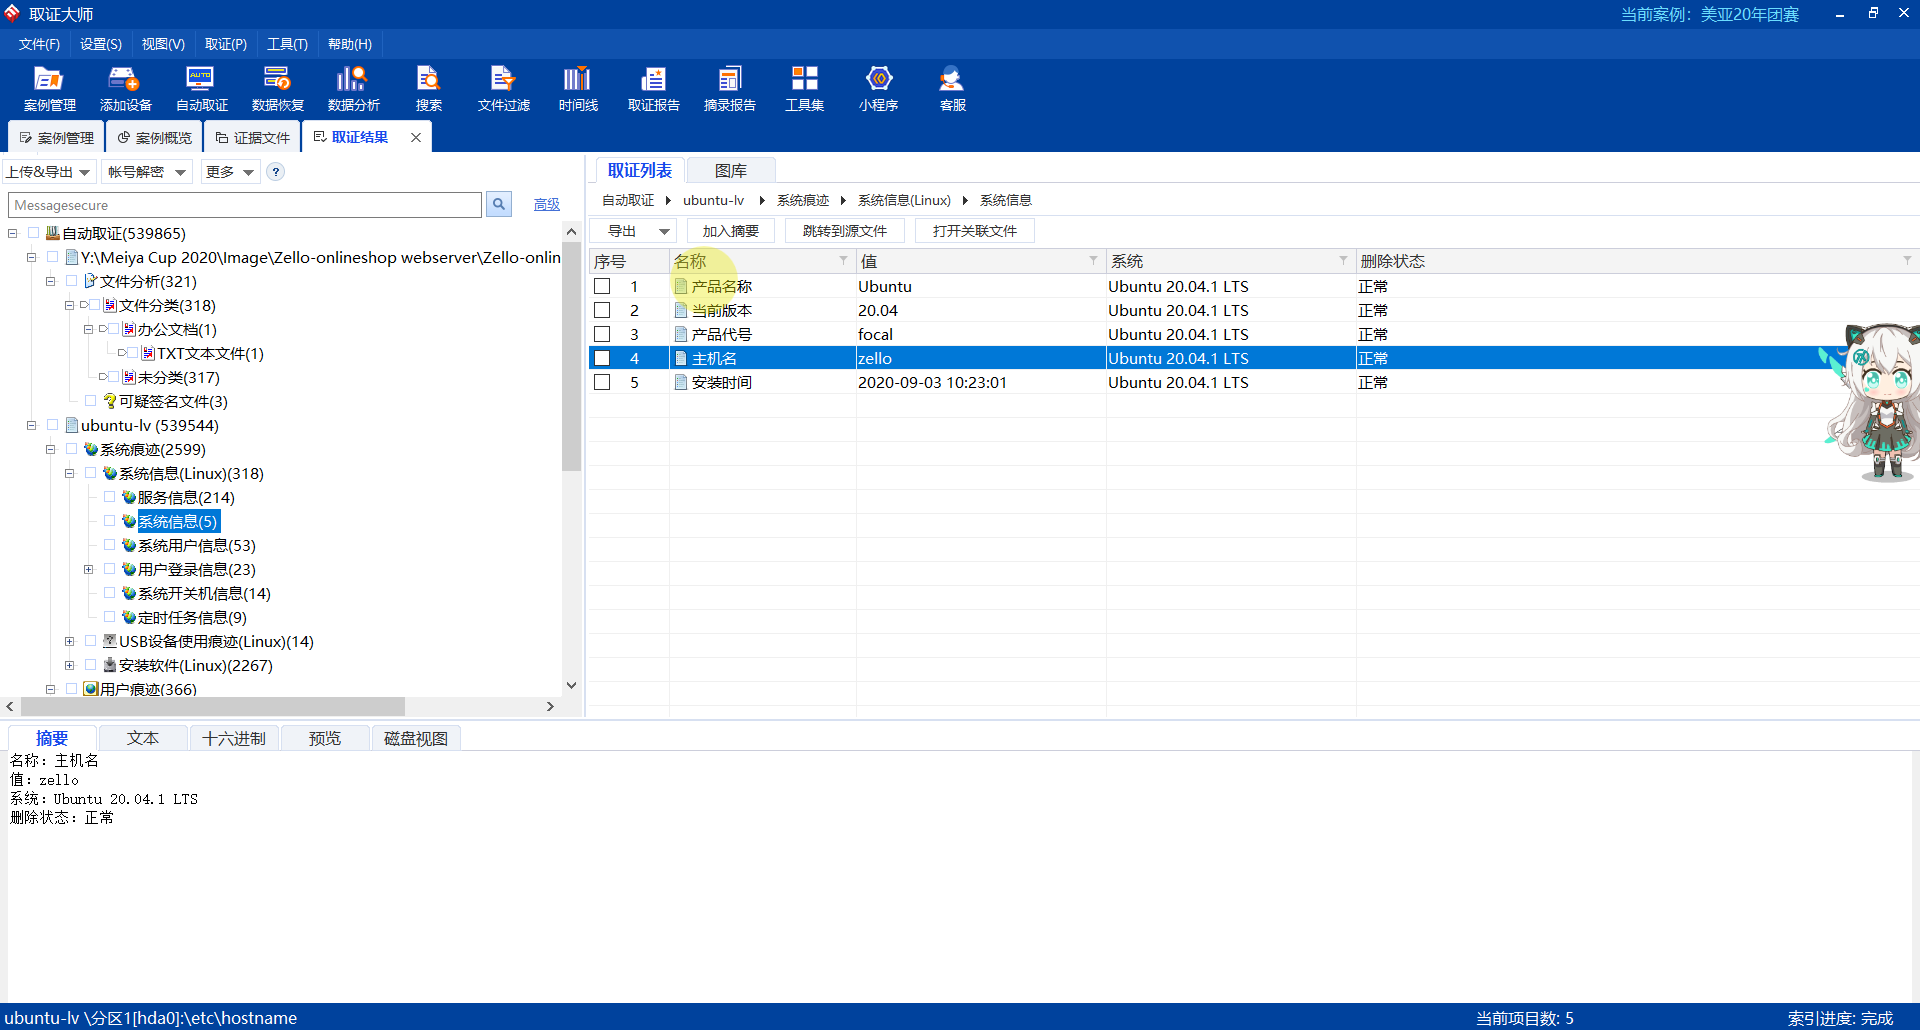 取证大师
当前案例：美亚20年团赛
文件(F) 设置(S) 视图(V) 取证(P) 工具(T) 帮助(H)
案例管理 添加设备 自动取证 数据恢复 数据分析 搜索 文件过滤 时间线 取证报告 摘录报告 工具集 小程序 客服
AUTO
案例管理 案例概览 证据文件 取证结果
上传&导出 帐号解密 更多 ?
Messagesecure 高级
自动取证(539865)
Y:\Meiya Cup 2020\Image\Zello-onlineshop webserver\Zello-onlin
文件分析(321)
文件分类(318)
办公文档(1)
TXT文本文件(1)
未分类(317)
可疑签名文件(3)
ubuntu-lv (539544)
系统痕迹(2599)
系统信息(Linux)(318)
服务信息(214)
系统信息(5)
系统用户信息(53)
用户登录信息(23)
系统开关机信息(14)
定时任务信息(9)
USB设备使用痕迹(Linux)(14)
安装软件(Linux)(2267)
用户痕迹(366)
取证列表 图库
自动取证 ubuntu-lv 系统痕迹 系统信息(Linux) 系统信息
导出 加入摘要 跳转到源文件 打开关联文件
序号 名称 值 系统 删除状态
1 产品名称 Ubuntu Ubuntu 20.04.1 LTS 正常
2 当前版本 20.04 Ubuntu 20.04.1 LTS 正常
3 产品代号 focal Ubuntu 20.04.1 LTS 正常
4 主机名 zello Ubuntu 20.04.1 LTS 正常
5 安装时间 2020-09-03 10:23:01 Ubuntu 20.04.1 LTS 正常
摘要 文本 十六进制 预览 磁盘视图
名称：主机名
值：zello
系统：Ubuntu 20.04.1 LTS
删除状态：正常
ubuntu-lv \分区1[hda0]:\etc\hostname
当前项目数: 5
索引进度: 完成